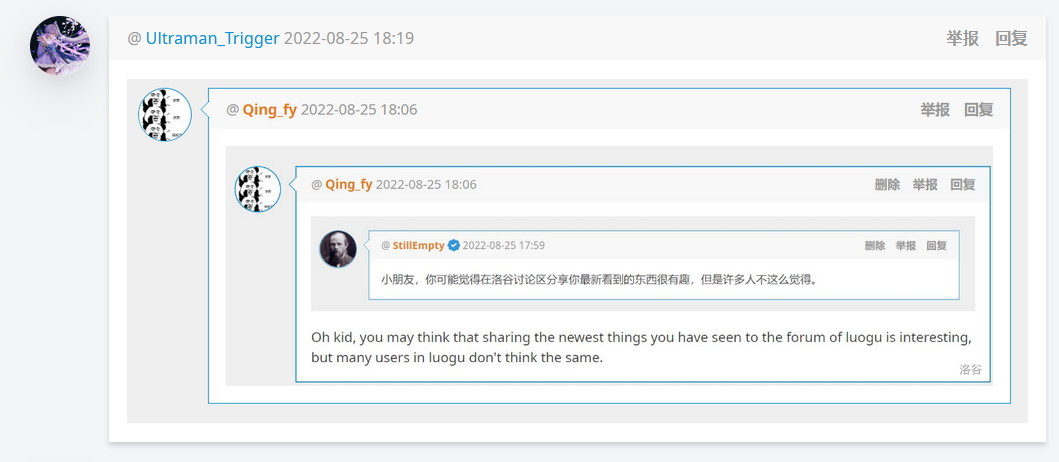 @ Ultraman_Trigger 2022-08-25 18:19 举报 回复
@ Qing_fy 2022-08-25 18:06 举报 回复
@ Qing_fy 2022-08-25 18:06 删除 举报 回复
@ StillEmpty 2022-08-25 17:59 删除 举报 回复
小朋友，你可能觉得在洛谷讨论区分享你最新看到的东西很有趣，但是许多人不这么觉得。
Oh kid, you may think that sharing the newest things you have seen to the forum of luogu is interesting,
but many users in luogu don't think the same.
洛谷